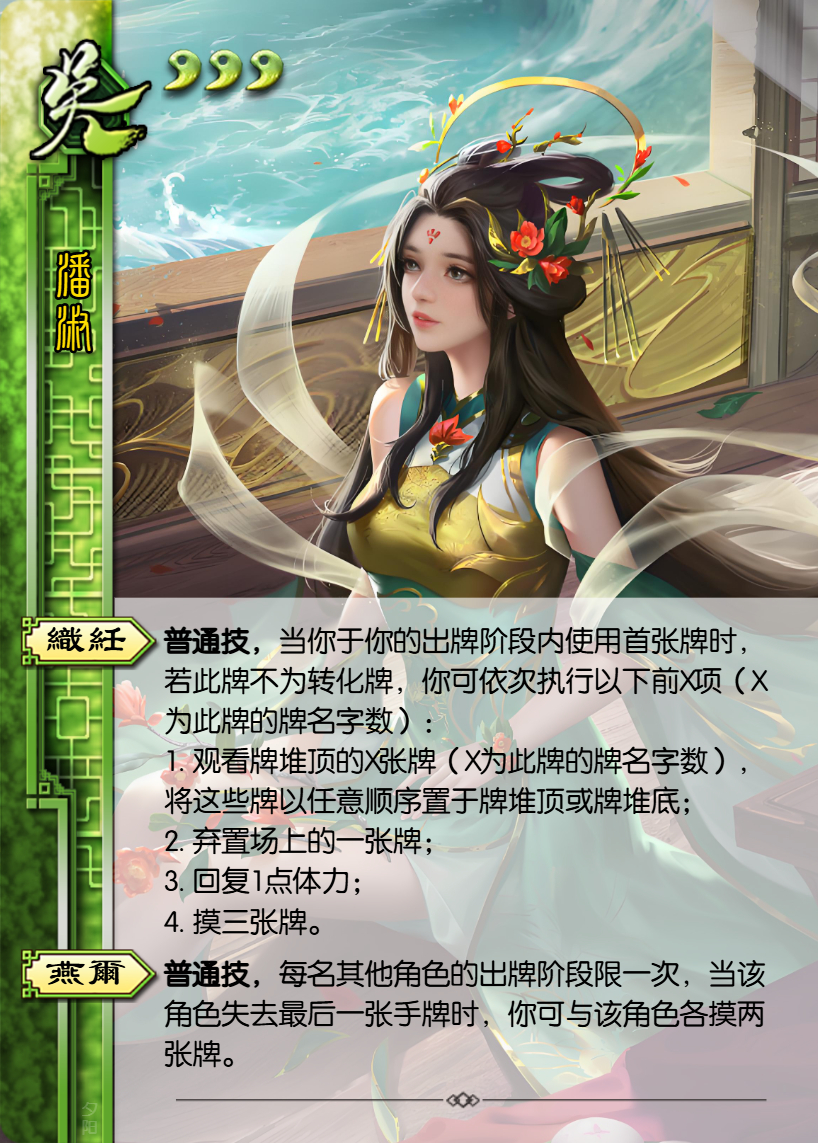 吴
潘淑
織紝
普通技，当你于你的出牌阶段内使用首张牌时，
若此牌不为转化牌，你可依次执行以下前X项（X
为此牌的牌名字数）：
1. 观看牌堆顶的X张牌（X为此牌的牌名字数），
将这些牌以任意顺序置于牌堆顶或牌堆底；
2. 弃置场上的一张牌；
3. 回复1点体力；
4. 摸三张牌。
燕爾
普通技，每名其他角色的出牌阶段限一次，当该
角色失去最后一张手牌时，你可与该角色各摸两
张牌。
夕阳